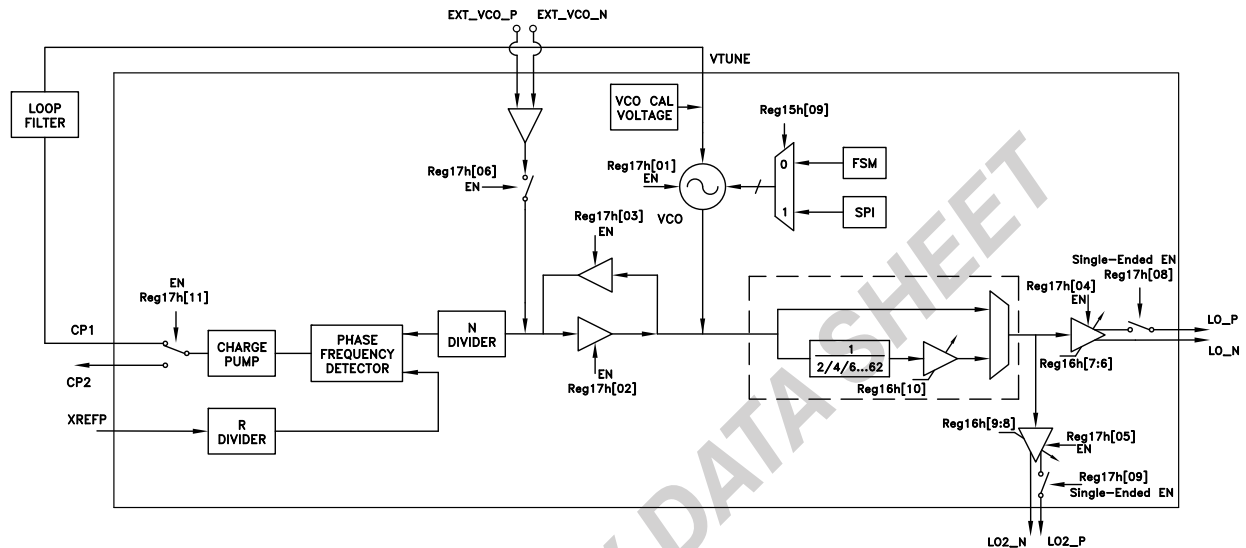 EXT_VCO_P
EXT_VCO_N
VTUNE
LOOP
FILTER
VCO CAL
VOLTAGE
Reg15h[09]
0
1
FSM
SPI
Reg17h[01]
EN
VCO
Reg17h[06]
EN
Reg17h[03]
EN
EN
Reg17h[11]
CP1
CP2
CHARGE
PUMP
PHASE
FREQUENCY
DETECTOR
N
DIVIDER
EN
Reg17h[02]
XREFP
R
DIVIDER
1
2/4/6...62
Reg16h[10]
Single-Ended EN
Reg17h[08]
Reg17h[04]
EN
Reg16h[7:6]
LO_P
LO_N
Reg16h[9:8]
Reg17h[05]
EN
Reg17h[09]
Single-Ended EN
LO2_N
LO2_P
DATA SHEET